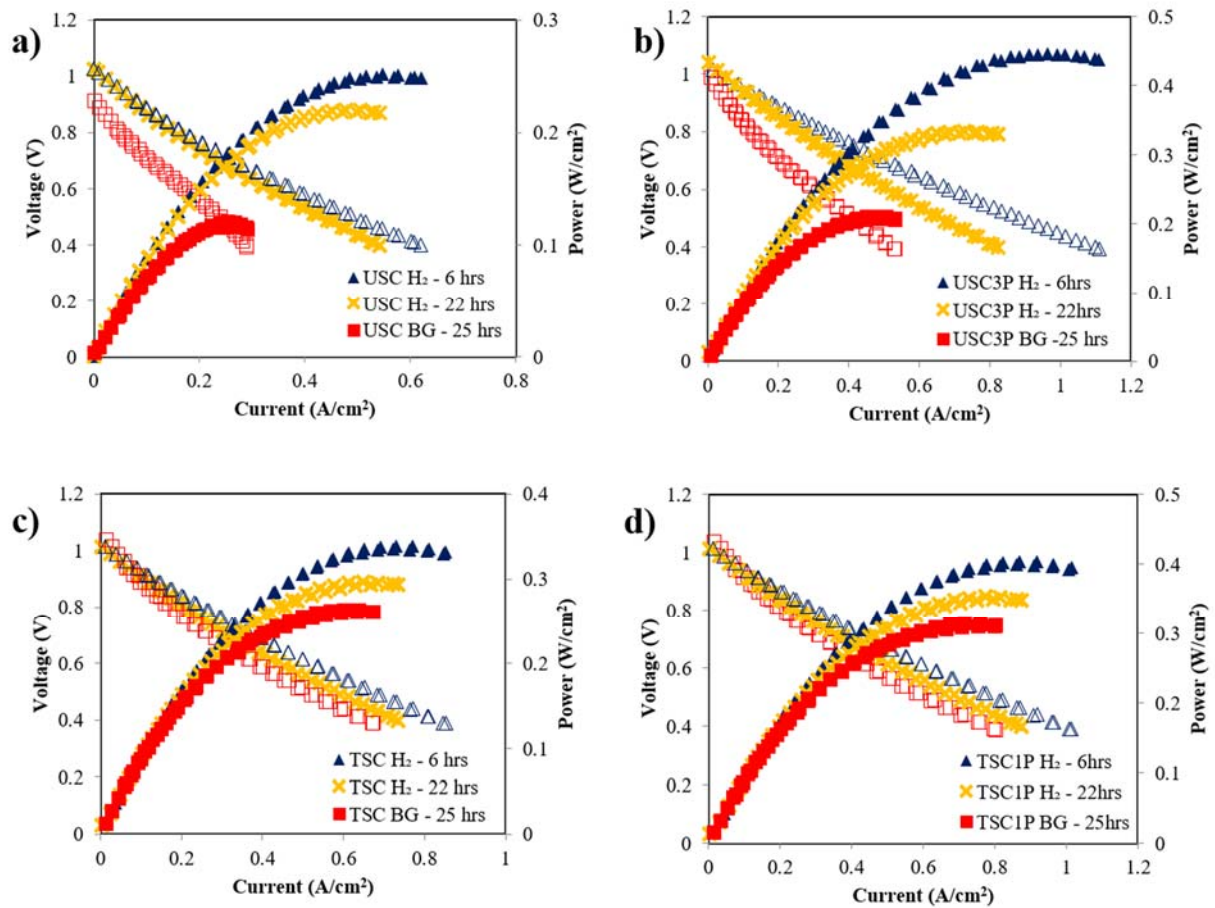 a)
1.2
1
0.8
0.6
0.4
0.2
0
Voltage (V)
0.3
0.2
0.1
0
Power (W/cm²)
USC H₂ - 6 hrs
USC H₂ - 22 hrs
USC BG - 25 hrs
0 0.2 0.4 0.6 0.8
Current (A/cm²)
b)
1.2
1
0.8
0.6
0.4
0.2
0
Voltage (V)
0.5
0.4
0.3
0.2
0.1
0
Power (W/cm²)
USC3P H₂ - 6hrs
USC3P H₂ - 22hrs
USC3P BG -25 hrs
0 0.2 0.4 0.6 0.8 1 1.2
Current (A/cm²)
c)
1.2
1
0.8
0.6
0.4
0.2
0
Voltage (V)
0.4
0.3
0.2
0.1
0
Power (W/cm²)
TSC H₂ - 6 hrs
TSC H₂ - 22 hrs
TSC BG - 25 hrs
0 0.2 0.4 0.6 0.8 1
Current (A/cm²)
d)
1.2
1
0.8
0.6
0.4
0.2
0
Voltage (V)
0.5
0.4
0.3
0.2
0.1
0
Power (W/cm²)
TSC1P H₂ - 6hrs
TSC1P H₂ - 22hrs
TSC1P BG - 25hrs
0 0.2 0.4 0.6 0.8 1 1.2
Current (A/cm²)